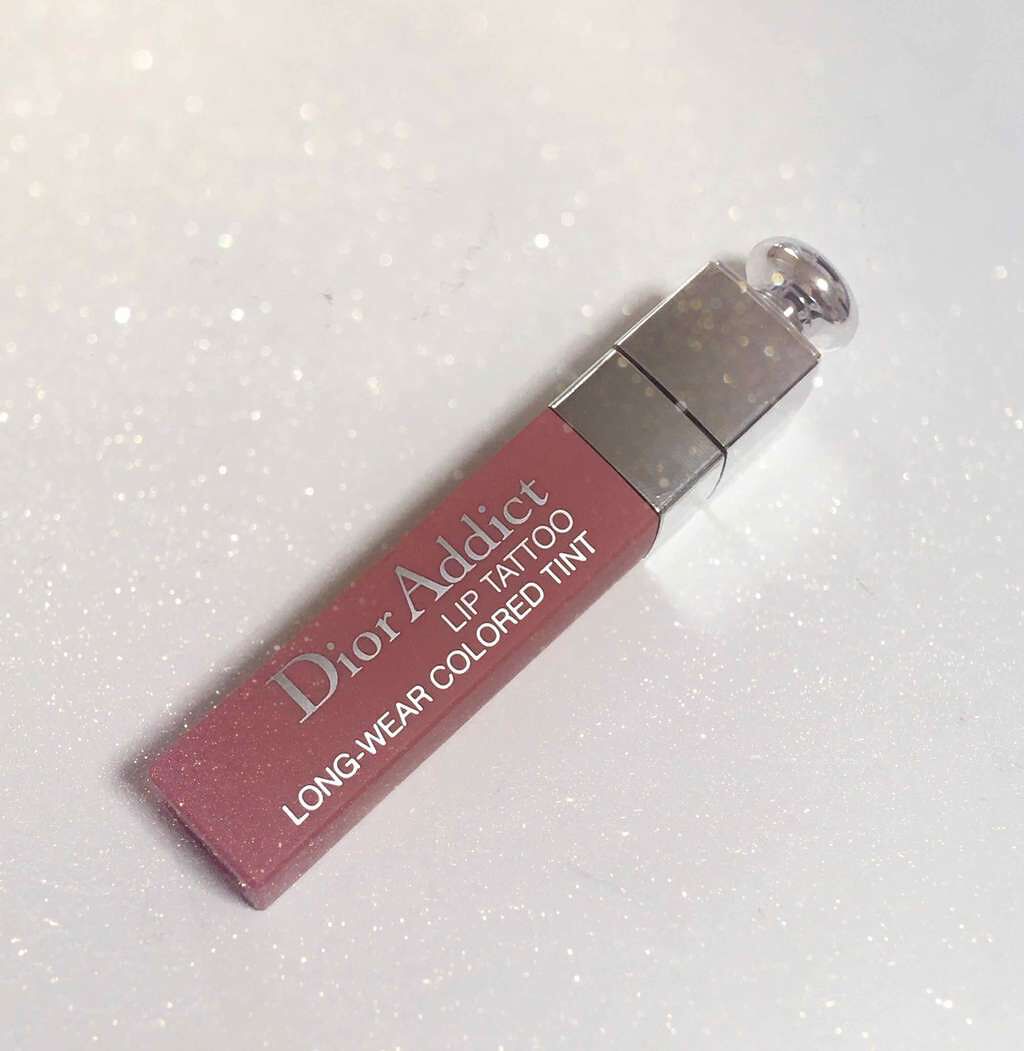 Dior Addict
LIP TATTOO
LONG-WEAR COLORED TINT